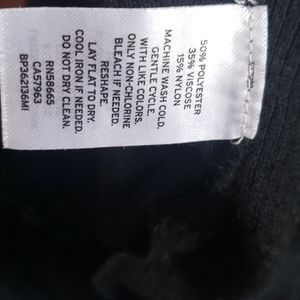 50% POLYESTER
35% VISCOSE
15% NYLON
MACHINE WASH COLD,
GENTLE CYCLE,
WITH LIKE COLORS,
ONLY NON-CHLORINE
BLEACH IF NEEDED.
RESHAPE.
LAY FLAT TO DRY.
COOL IRON IF NEEDED.
DO NOT DRY CLEAN.
RN56665
CA57963
BP362136MI